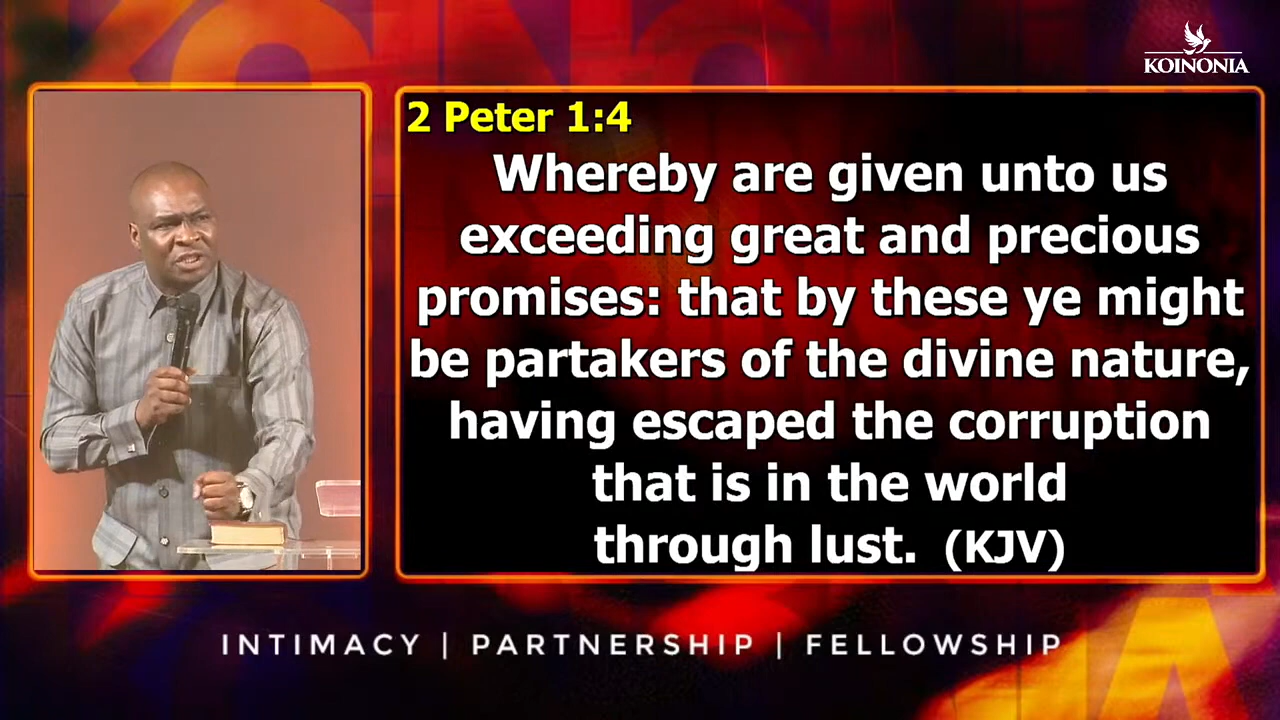 KOINONIA
2 Peter 1:4
Whereby are given unto us
exceeding great and precious
promises: that by these ye might
be partakers of the divine nature,
having escaped the corruption
that is in the world
through lust. (KJV)
INTIMACY | PARTNERSHIP | FELLOWSHIP